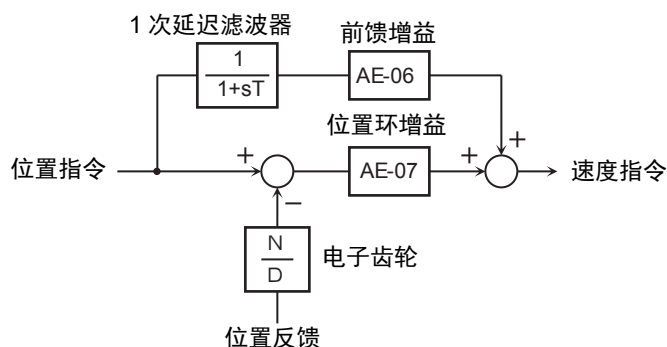 1 次延迟滤波器
前馈增益
1
1+sT
AE-06
位置环增益
+
位置指令
+
AE-07
+
速度指令
−
N
D
电子齿轮
位置反馈